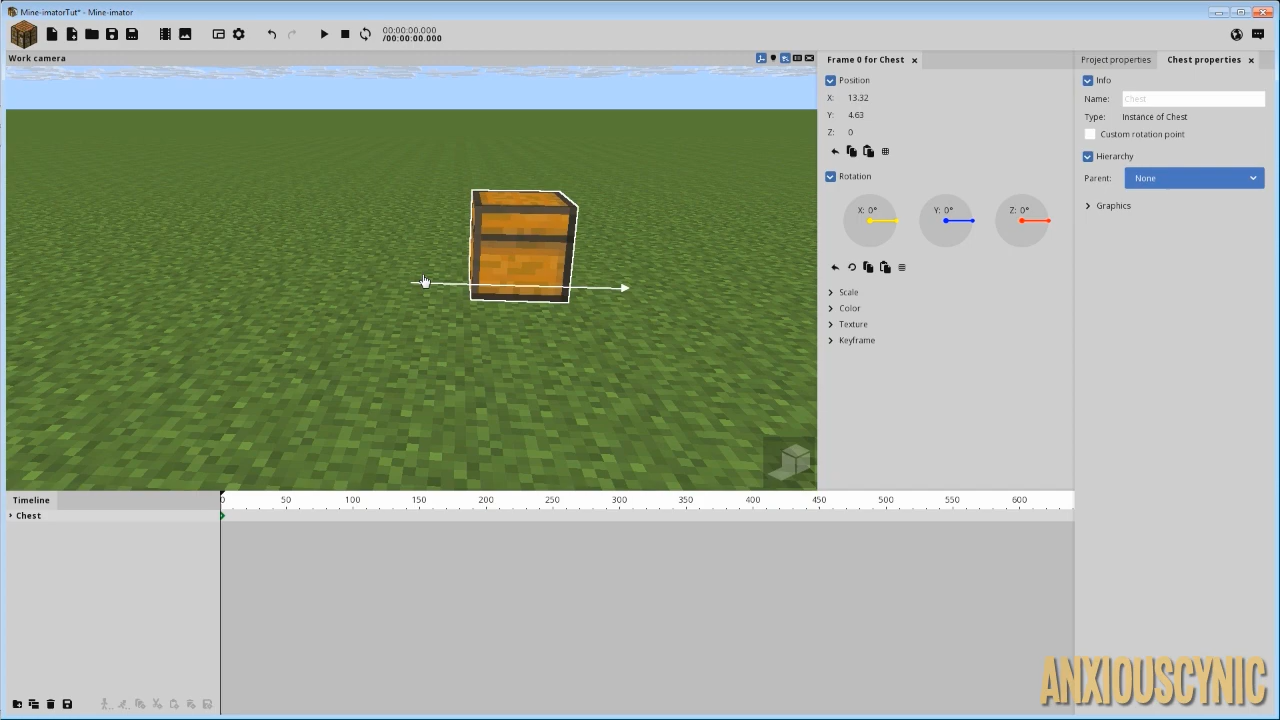 Mine-imatorTut* - Mine-imator
00:00:00.000
/00:00:00.000
Work camera
Frame 0 for Chest
Position
X: 13.32
Y: 4.63
Z: 0
Rotation
X: 0° Y: 0° Z: 0°
Scale
Color
Texture
Keyframe
Project properties Chest properties
Info
Name: Chest
Type: Instance of Chest
Custom rotation point
Hierarchy
Parent: None
Graphics
Timeline
0 50 100 150 200 250 300 350 400 450 500 550 600
Chest
ANXIOUSCYNIC